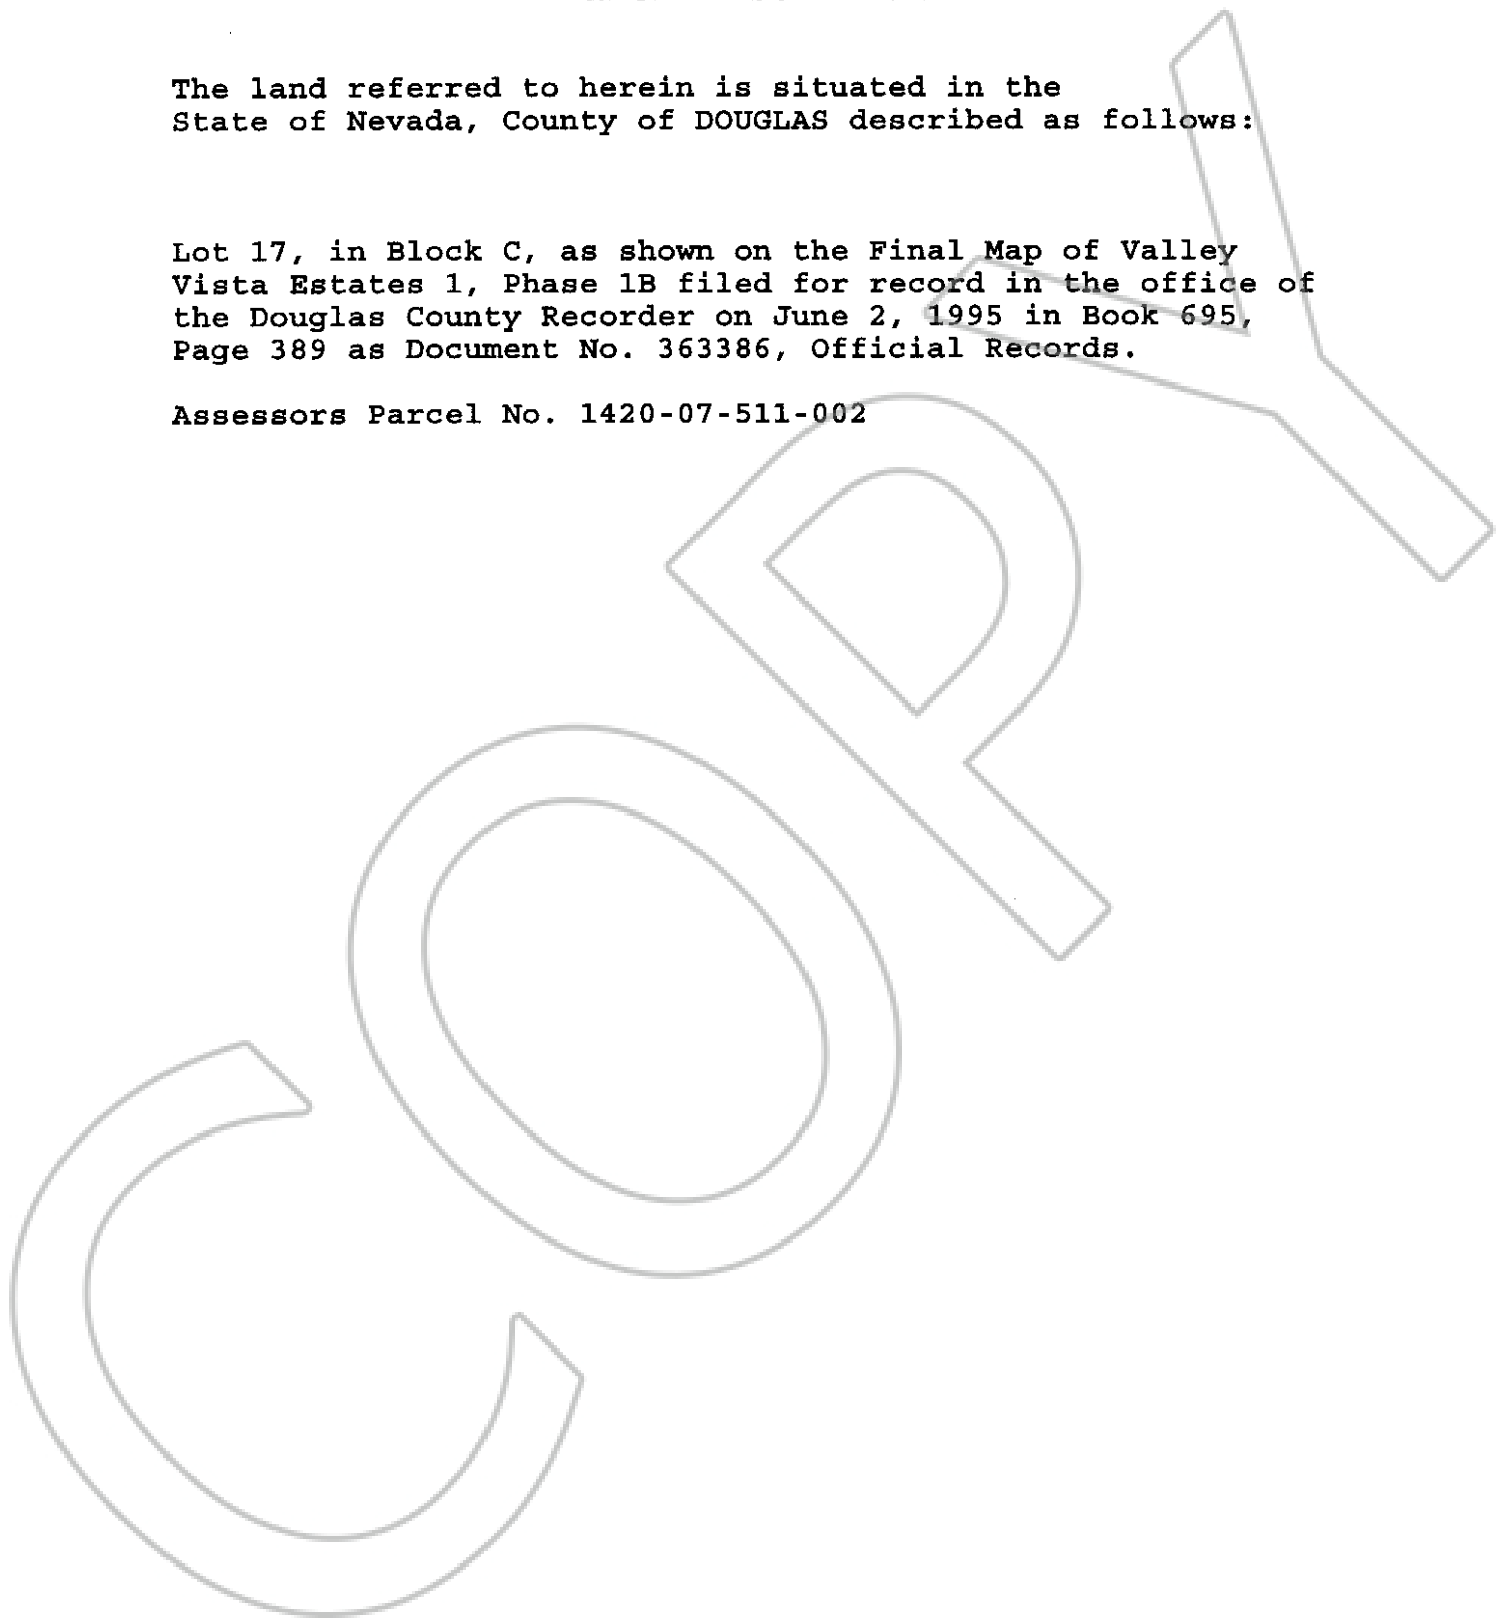 The land referred to herein is situated in the
State of Nevada, County of DOUGLAS described as follows:
Lot 17, in Block C, as shown on the Final Map of Valley
Vista Estates 1, Phase 1B filed for record in the office of
the Douglas County Recorder on June 2, 1995 in Book 695,
Page 389 as Document No. 363386, Official Records.
Assessors Parcel No. 1420-07-511-002
COPY